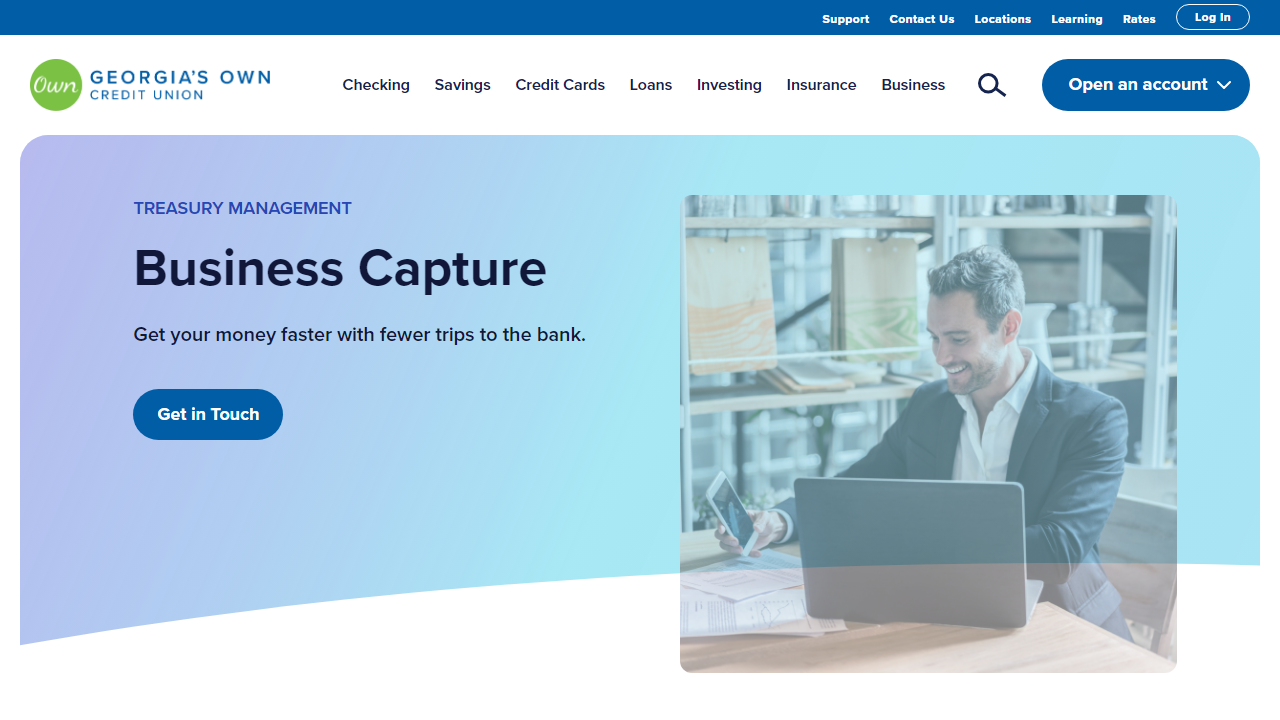 Support Contact Us Locations Learning Rates Log In
Own GEORGIA'S OWN
CREDIT UNION
Checking Savings Credit Cards Loans Investing Insurance Business Open an account
TREASURY MANAGEMENT
Business Capture
Get your money faster with fewer trips to the bank.
Get in Touch